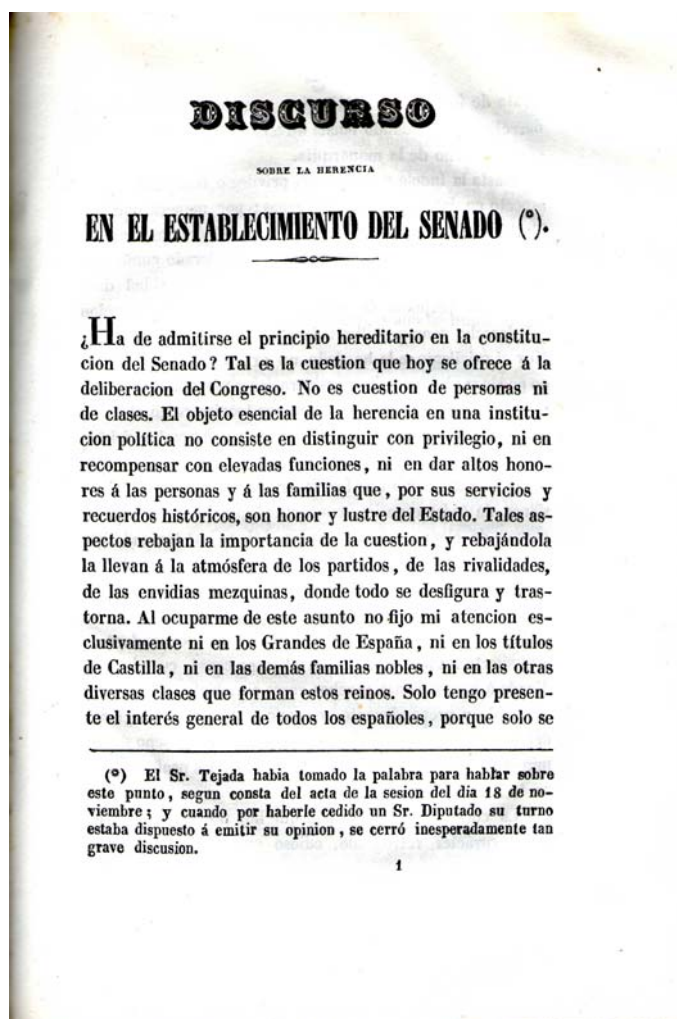 DISCURSO
SOBRE LA HERENCIA
EN EL ESTABLECIMIENTO DEL SENADO (°).
¿Ha de admitirse el principio hereditario en la constitu-
cion del Senado? Tal es la cuestion que hoy se ofrece á la
deliberacion del Congreso. No es cuestion de personas ni
de clases. El objeto esencial de la herencia en una institu-
cion política no consiste en distinguir con privilegio, ni en
recompensar con elevadas funciones, ni en dar altos hono-
res á las personas y á las familias que, por sus servicios y
recuerdos históricos, son honor y lustre del Estado. Tales as-
pectos rebajan la importancia de la cuestion, y rebajándola
la llevan á la atmósfera de los partidos, de las rivalidades,
de las envidias mezquinas, donde todo se desfigura y tras-
torna. Al ocuparme de este asunto no fijo mi atencion es-
clusivamente ni en los Grandes de España, ni en los títulos
de Castilla, ni en las demás familias nobles, ni en las otras
diversas clases que forman estos reinos. Solo tengo presen-
te el interés general de todos los españoles, porque solo se
(°) El Sr. Tejada habia tomado la palabra para hablar sobre
este punto, segun consta del acta de la sesion del dia 18 de no-
viembre; y cuando por haberle cedido un Sr. Diputado su turno
estaba dispuesto á emitir su opinion, se cerró inesperadamente tan
grave discusion.
1